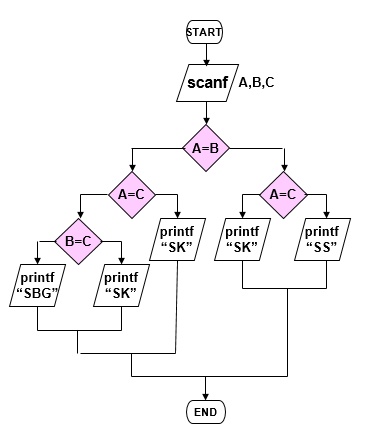 START
scanf A,B,C
A=B
A=C
A=C
B=C
printf
“SK”
printf
“SK”
printf
“SS”
printf
“SBG”
printf
“SK”
END